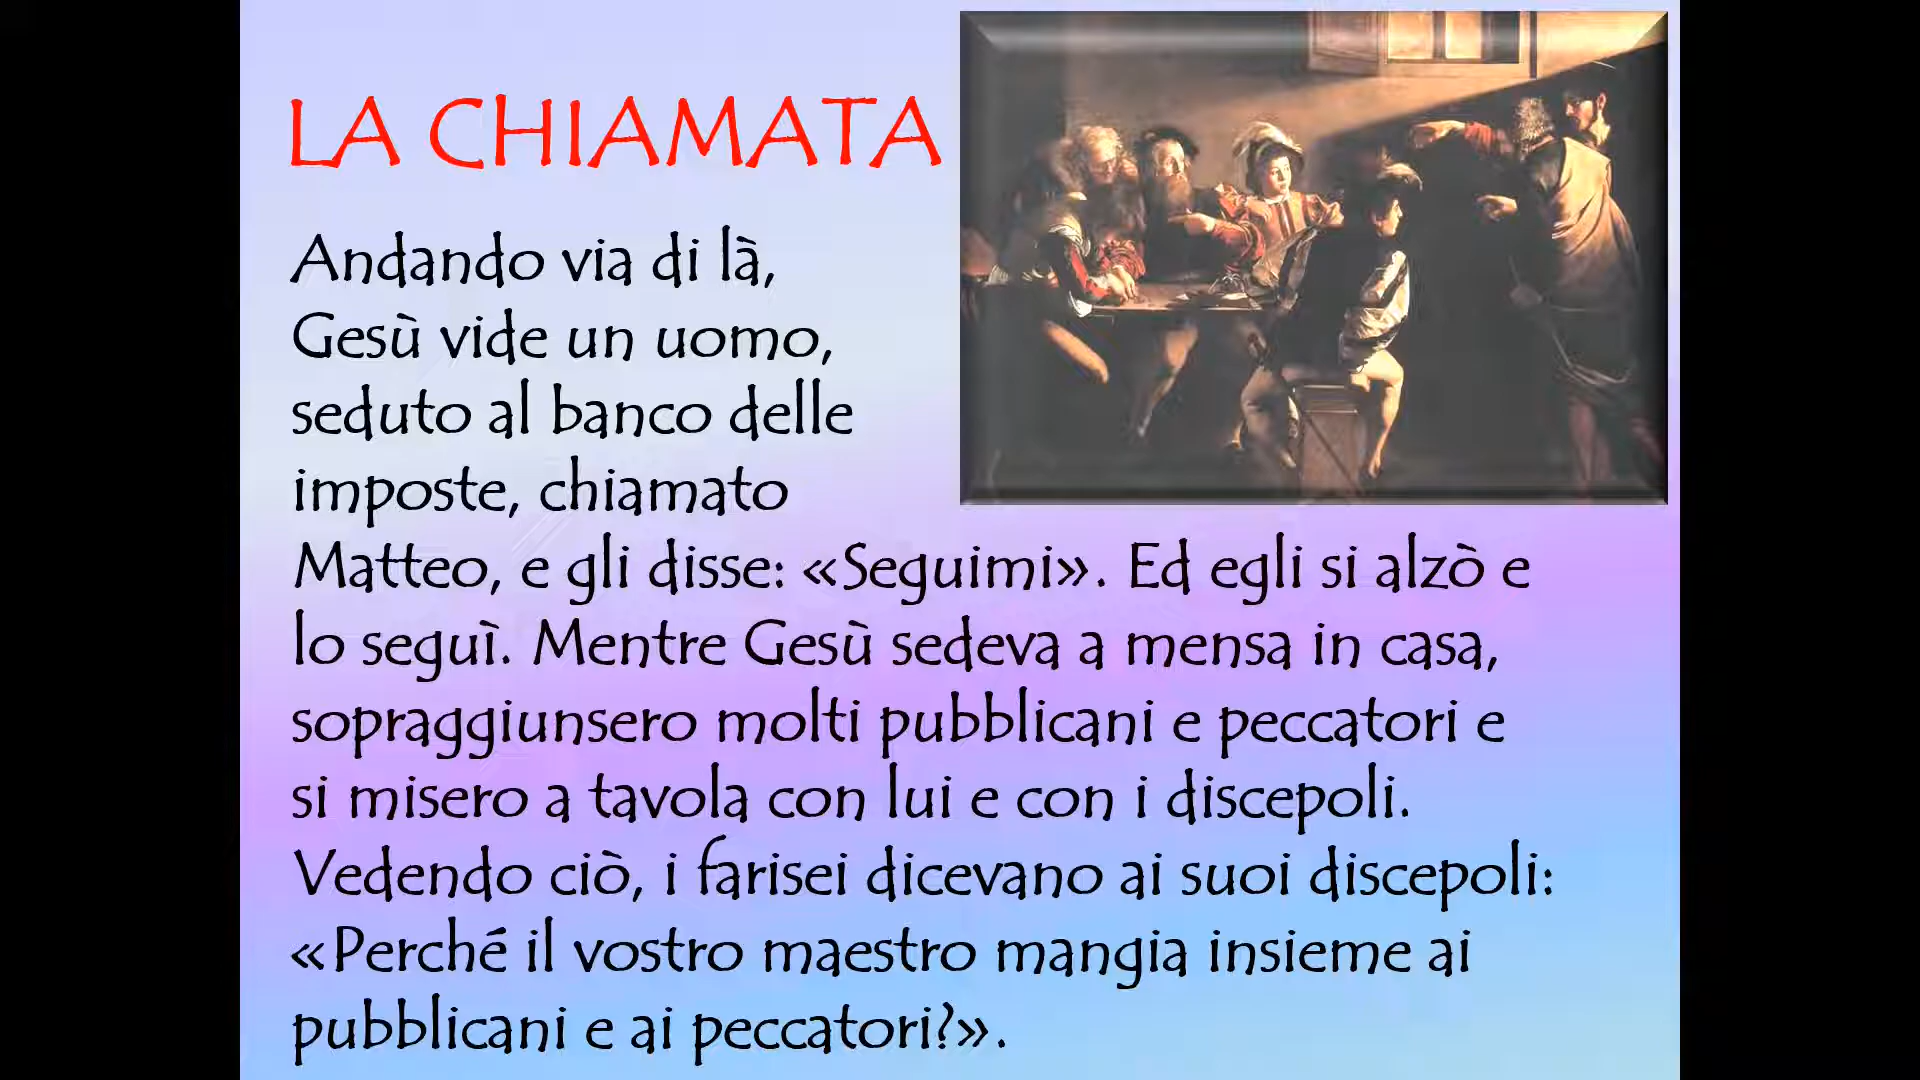 LA CHIAMATA
Andando via di là,
Gesù vide un uomo,
seduto al banco delle
imposte, chiamato
Matteo, e gli disse: «Seguimi». Ed egli si alzò e
lo seguì. Mentre Gesù sedeva a mensa in casa,
sopraggiunsero molti pubblicani e peccatori e
si misero a tavola con lui e con i discepoli.
Vedendo ciò, i farisei dicevano ai suoi discepoli:
«Perché il vostro maestro mangia insieme ai
pubblicani e ai peccatori?».